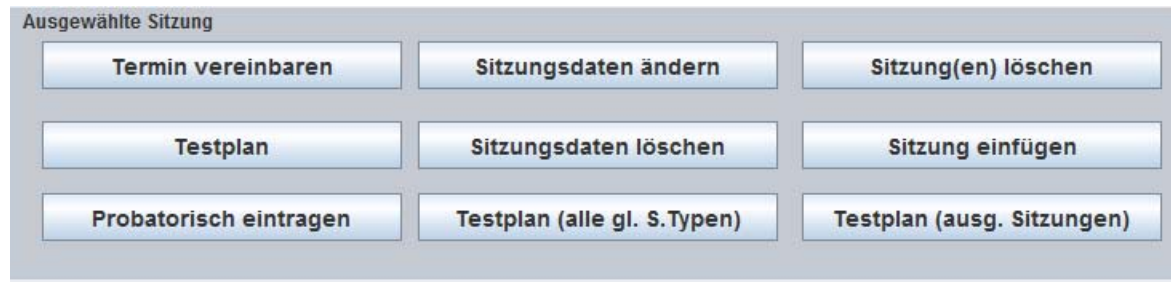 Ausgewählte Sitzung
Termin vereinbaren
Sitzungsdaten ändern
Sitzung(en) löschen
Testplan
Sitzungsdaten löschen
Sitzung einfügen
Probatorisch eintragen
Testplan (alle gl. S.Typen)
Testplan (ausg. Sitzungen)